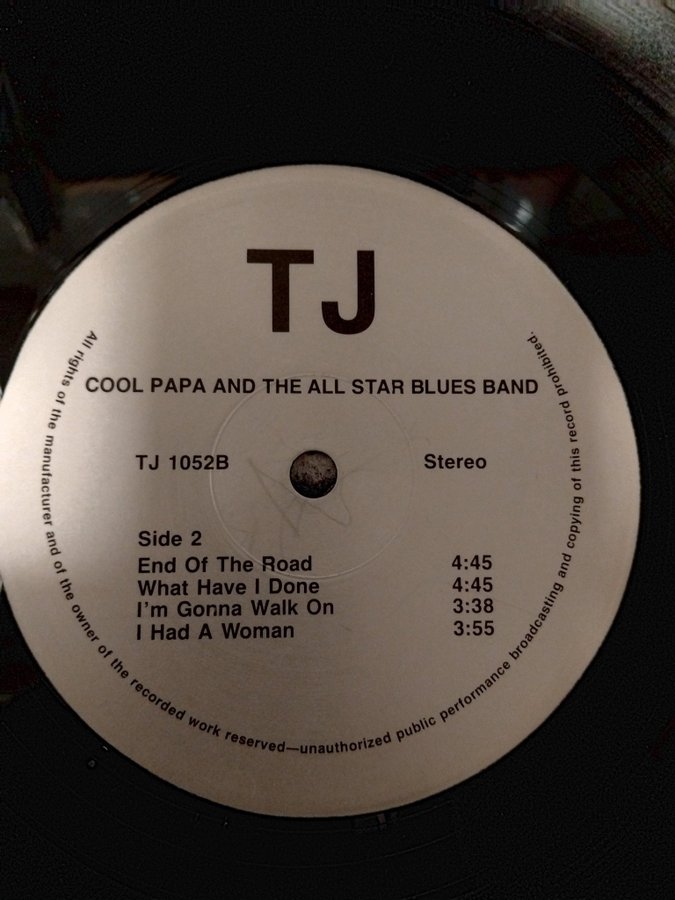 TJ
COOL PAPA AND THE ALL STAR BLUES BAND
TJ 1052B Stereo
Side 2
End Of The Road 4:45
What Have I Done 4:45
I'm Gonna Walk On 3:38
I Had A Woman 3:55
All rights of the manufacturer and of the owner of the recorded work reserved—unauthorized public performance broadcasting and copying of this record prohibited.